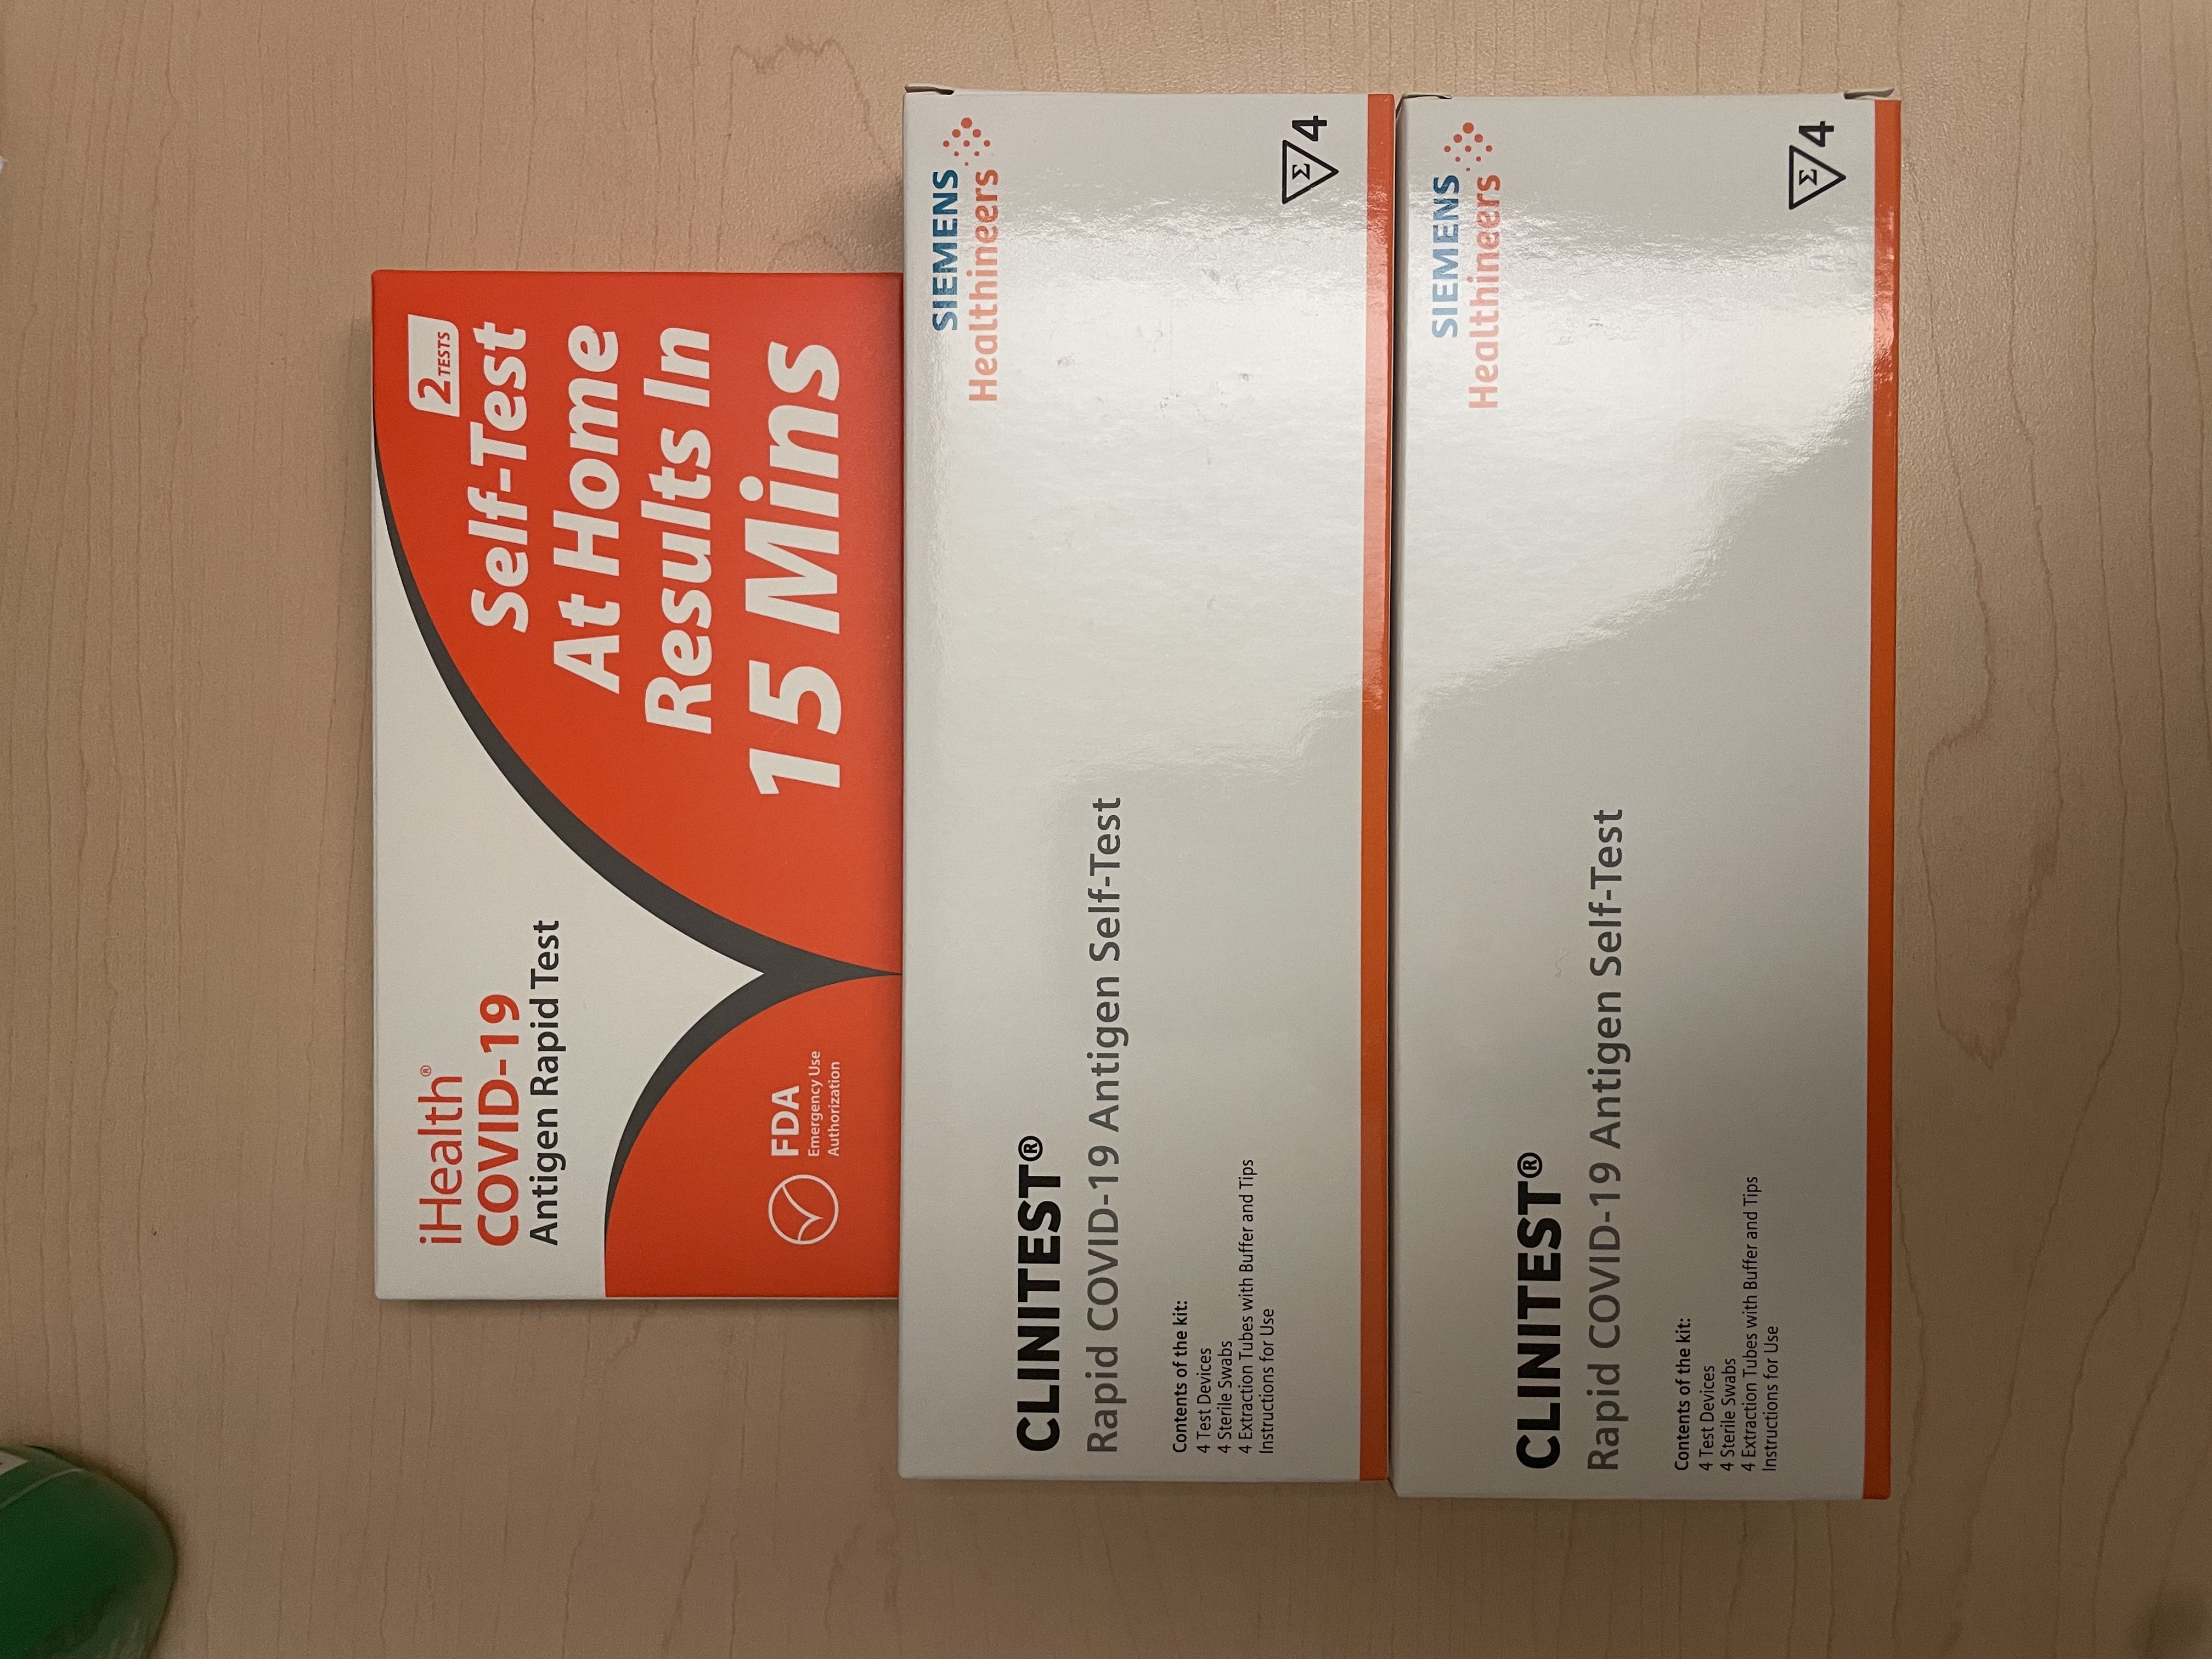 iHealth®
COVID-19
Antigen Rapid Test
2 TESTS
Self-Test
At Home
Results In
15 Mins
FDA
Emergency Use
Authorization
SIEMENS
Healthineers
CLINITEST®
Rapid COVID-19 Antigen Self-Test
Contents of the kit:
4 Test Devices
4 Sterile Swabs
4 Extraction Tubes with Buffer and Tips
Instructions for Use
Σ 4
SIEMENS
Healthineers
CLINITEST®
Rapid COVID-19 Antigen Self-Test
Contents of the kit:
4 Test Devices
4 Sterile Swabs
4 Extraction Tubes with Buffer and Tips
Instructions for Use
Σ 4